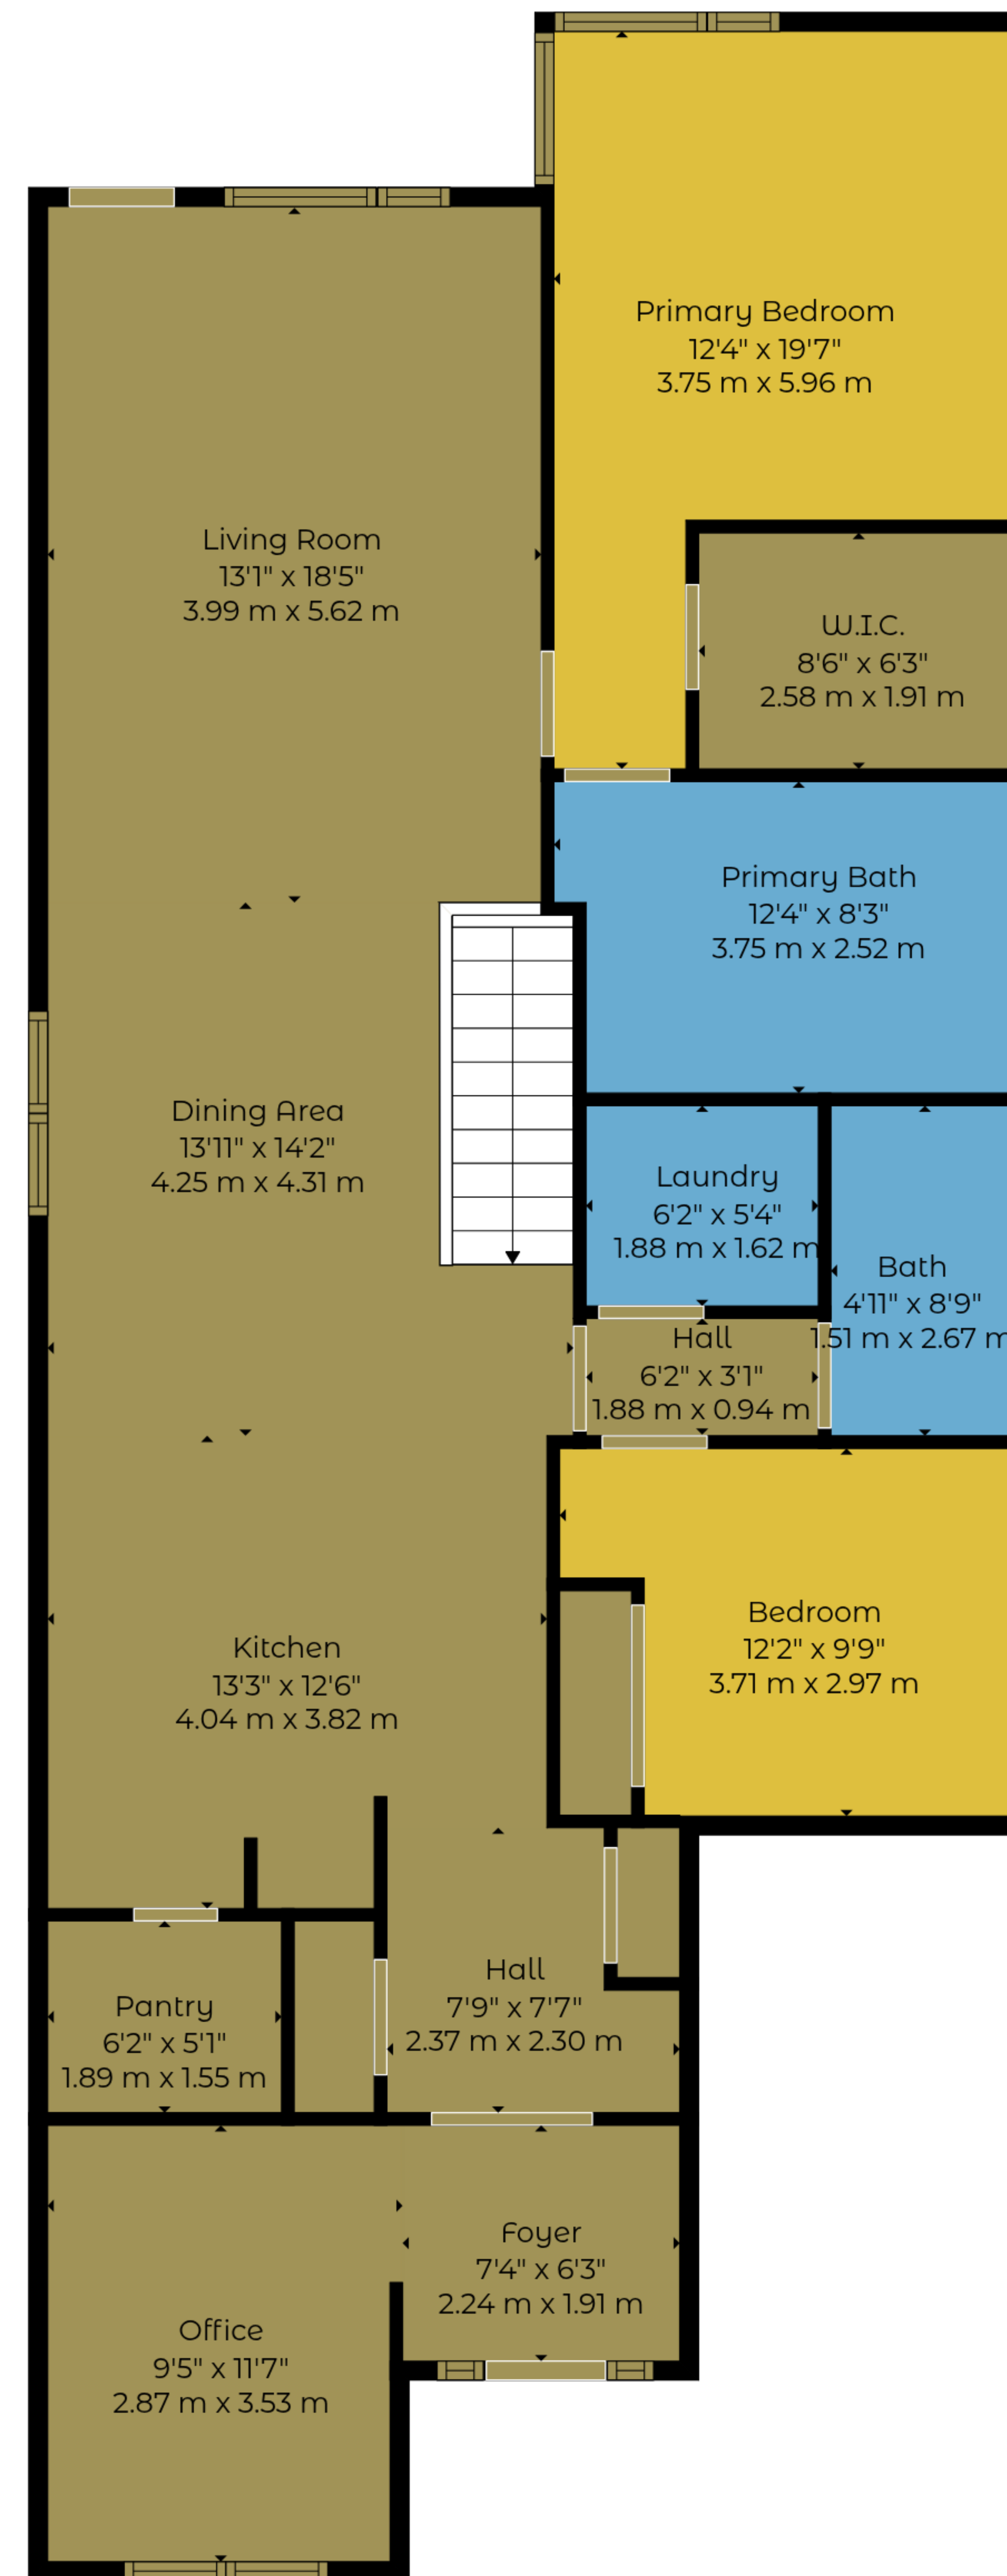 Primary Bedroom
12'4" x 19'7"
3.75 m x 5.96 m
Living Room
13'1" x 18'5"
3.99 m x 5.62 m
W.I.C.
8'6" x 6'3"
2.58 m x 1.91 m
Primary Bath
12'4" x 8'3"
3.75 m x 2.52 m
Dining Area
13'11" x 14'2"
4.25 m x 4.31 m
Laundry
6'2" x 5'4"
1.88 m x 1.62 m
Bath
4'11" x 8'9"
1.51 m x 2.67 m
Hall
6'2" x 3'1"
1.88 m x 0.94 m
Bedroom
12'2" x 9'9"
3.71 m x 2.97 m
Kitchen
13'3" x 12'6"
4.04 m x 3.82 m
Hall
7'9" x 7'7"
2.37 m x 2.30 m
Pantry
6'2" x 5'1"
1.89 m x 1.55 m
Foyer
7'4" x 6'3"
2.24 m x 1.91 m
Office
9'5" x 11'7"
2.87 m x 3.53 m